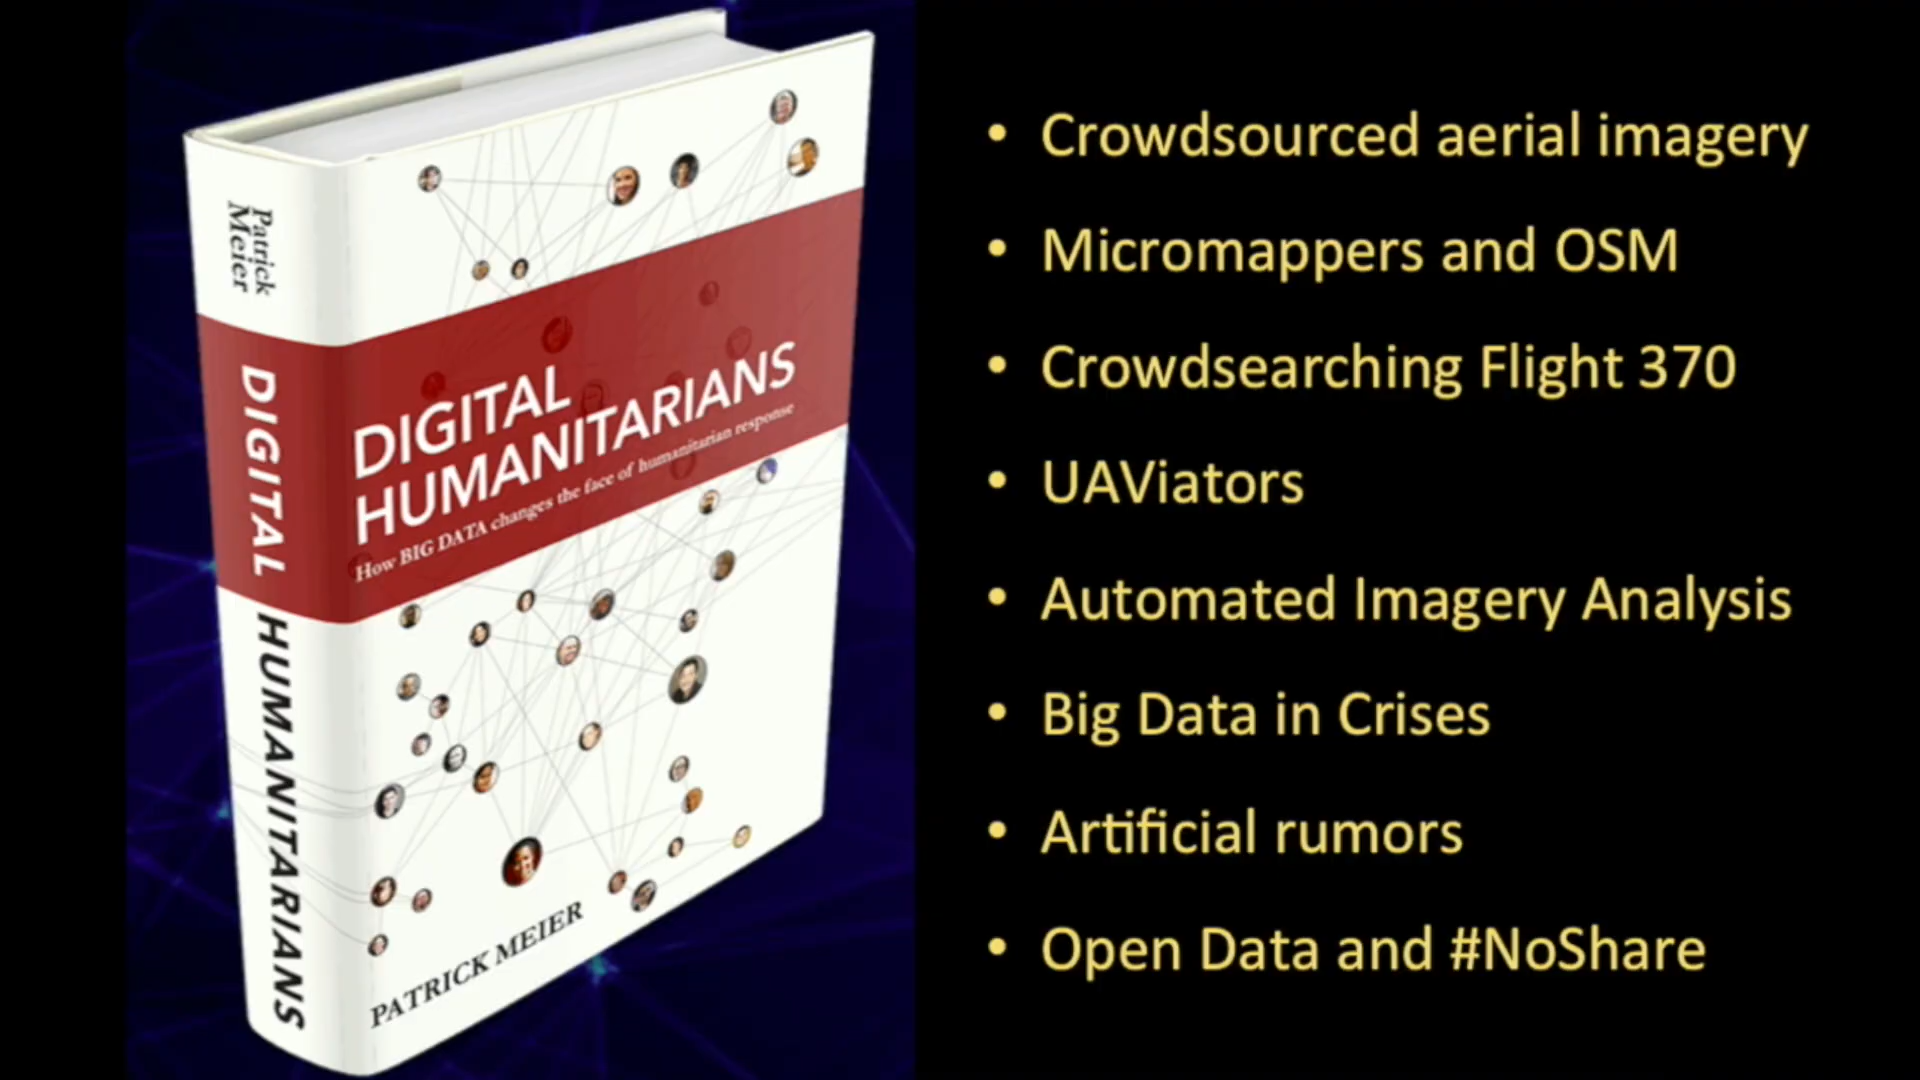 Patrick
Meier
DIGITAL HUMANITARIANS
DIGITAL
HUMANITARIANS
How BIG DATA changes the face of humanitarian response
PATRICK MEIER
• Crowdsourced aerial imagery
• Micromappers and OSM
• Crowdsearching Flight 370
• UAViators
• Automated Imagery Analysis
• Big Data in Crises
• Artificial rumors
• Open Data and #NoShare